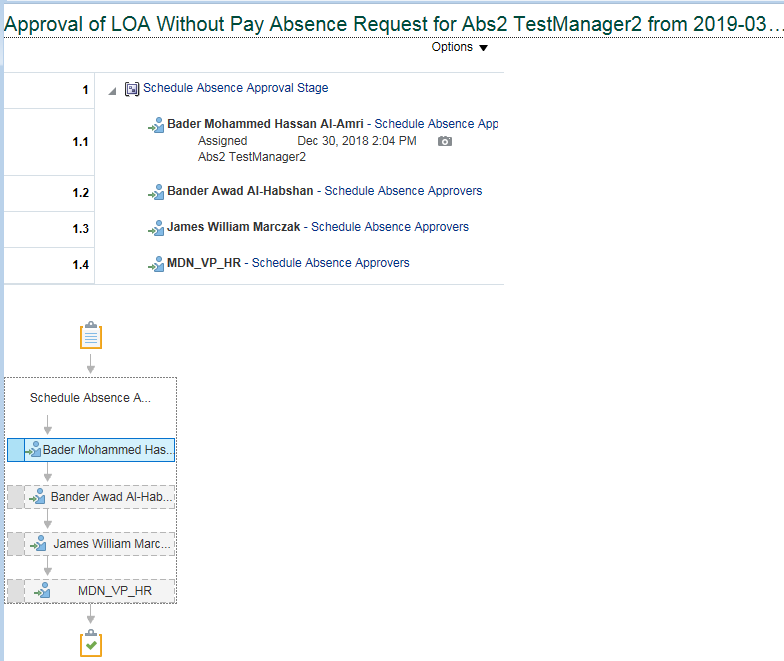 Approval of LOA Without Pay Absence Request for Abs2 TestManager2 from 2019-03...
Options
1 Schedule Absence Approval Stage
1.1 Bader Mohammed Hassan Al-Amri - Schedule Absence App
Assigned Dec 30, 2018 2:04 PM
Abs2 TestManager2
1.2 Bander Awad Al-Habshan - Schedule Absence Approvers
1.3 James William Marczak - Schedule Absence Approvers
1.4 MDN_VP_HR - Schedule Absence Approvers
Schedule Absence A...
Bader Mohammed Has...
Bander Awad Al-Hab...
James William Marc...
MDN_VP_HR